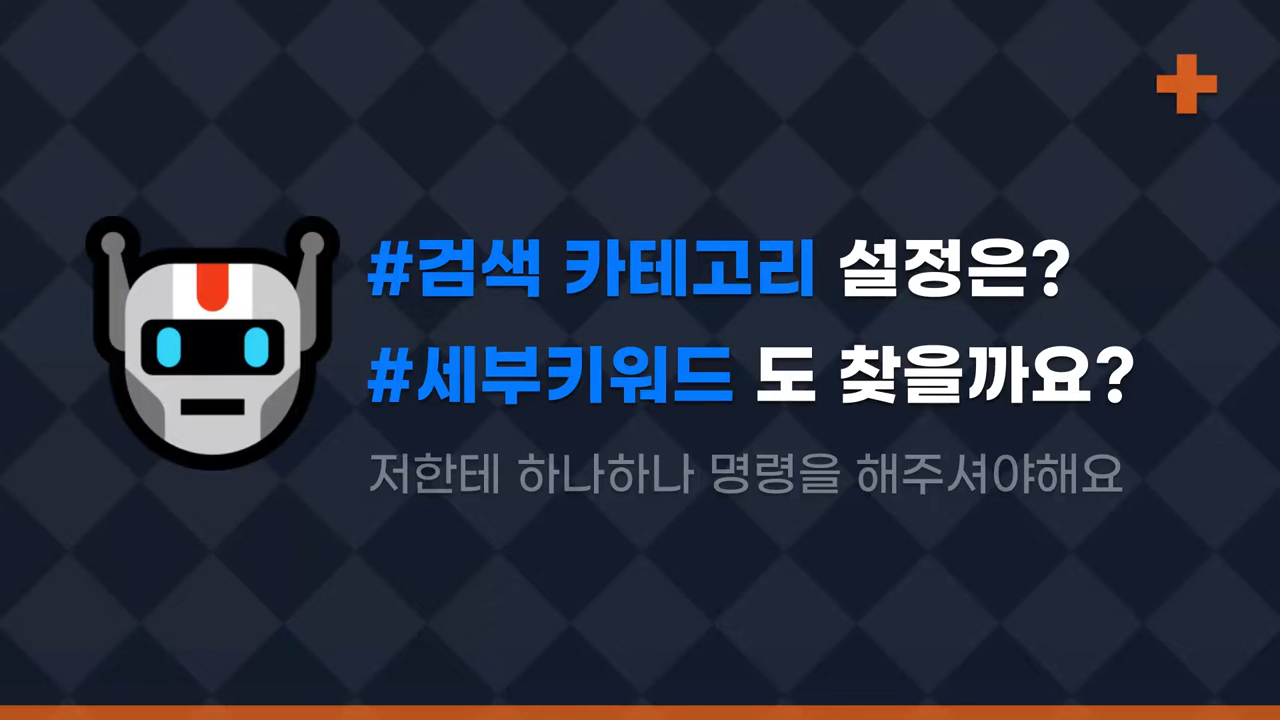 #검색 카테고리 설정은?
#세부키워드 도 찾을까요?
저한테 하나하나 명령을 해주셔야해요